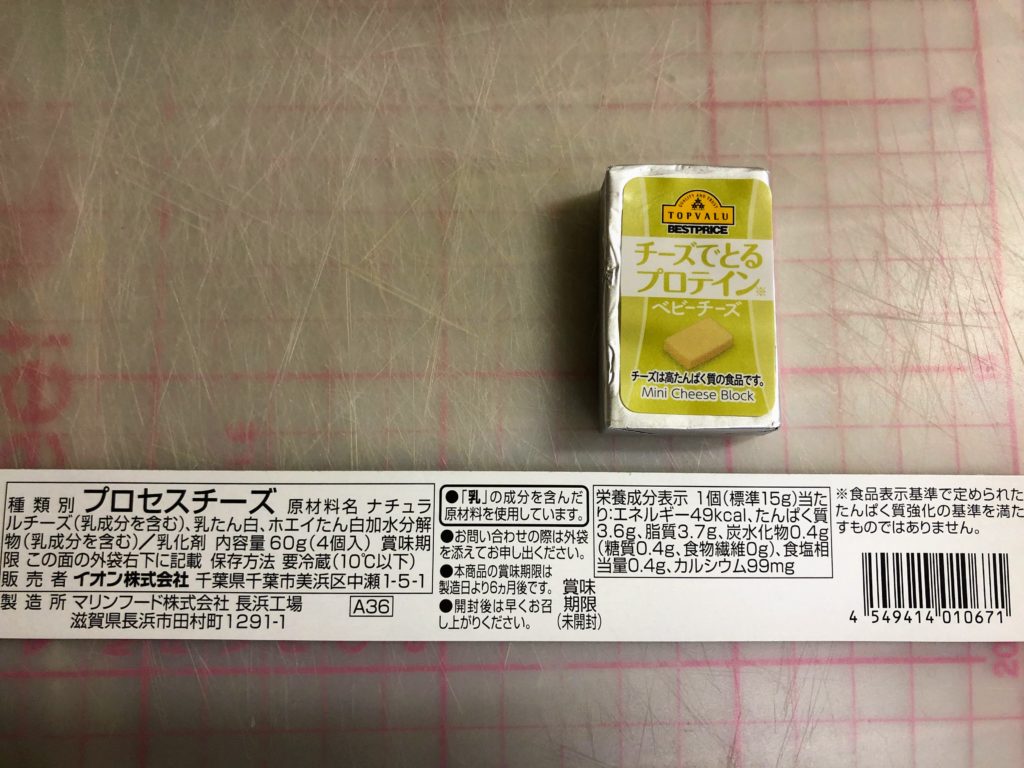 QUALITY AND TRUST
TOPVALU
BESTPRICE
チーズでとる
プロテイン※
ベビーチーズ
チーズは高たんぱく質の食品です。
Mini Cheese Block
10
種類別 プロセスチーズ 原材料名 ナチュラ
ルチーズ(乳成分を含む)、乳たん白、ホエイたん白加水分解
物(乳成分を含む)/乳化剤 内容量 60g(4個入) 賞味期
限 この面の外袋右下に記載 保存方法 要冷蔵(10℃以下)
販売者 イオン株式会社 千葉県千葉市美浜区中瀬1-5-1
製造所 マリンフード株式会社 長浜工場 A36
滋賀県長浜市田村町1291-1
●「乳」の成分を含んだ
原材料を使用しています。
●お問い合わせの際は外袋
を添えてお申し出ください。
●本商品の賞味期限は
製造日より6ヵ月後です。
●開封後は早くお召
し上がりください。
賞味
期限
(未開封)
栄養成分表示 1個(標準15g)当た
り:エネルギー49kcal、たんぱく質
3.6g、脂質3.7g、炭水化物0.4g
(糖質0.4g、食物繊維0g)、食塩相
当量0.4g、カルシウム99mg
※食品表示基準で定められた
たんぱく質強化の基準を満た
すものではありません。
4 549414 010671
20